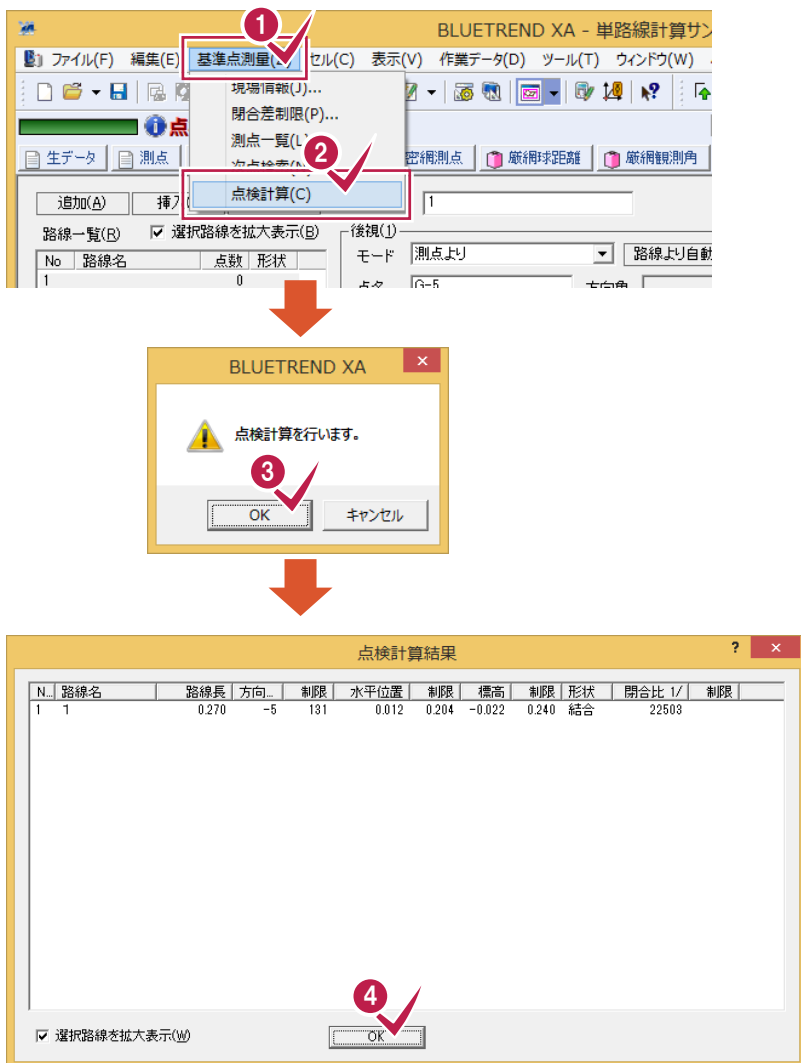 1
BLUETREND XA - 単路線計算サン
ファイル(F) 編集(E) 基準点測量(Z) セル(C) 表示(V) 作業データ(D) ツール(T) ウィンドウ(W)
現場情報(J)...
閉合差制限(P)...
点
測点一覧(L)
2
生データ 測点 密網測点 厳網球距離 厳網観測角
点検計算(C)
追加(A) 挿入 1
路線一覧(R) 選択路線を拡大表示(B) 後視(1)
モード 測点より 路線より自動
No 路線名 点数 形状
1 0
点名 G-5 方向角
BLUETREND XA
点検計算を行います。
3
OK キャンセル
点検計算結果 ?
N... 路線名 路線長 方向... 制限 水平位置 制限 標高 制限 形状 閉合比 1/ 制限
1 1 0.270 -5 131 0.012 0.204 -0.022 0.240 結合 22503
4
選択路線を拡大表示(W) OK